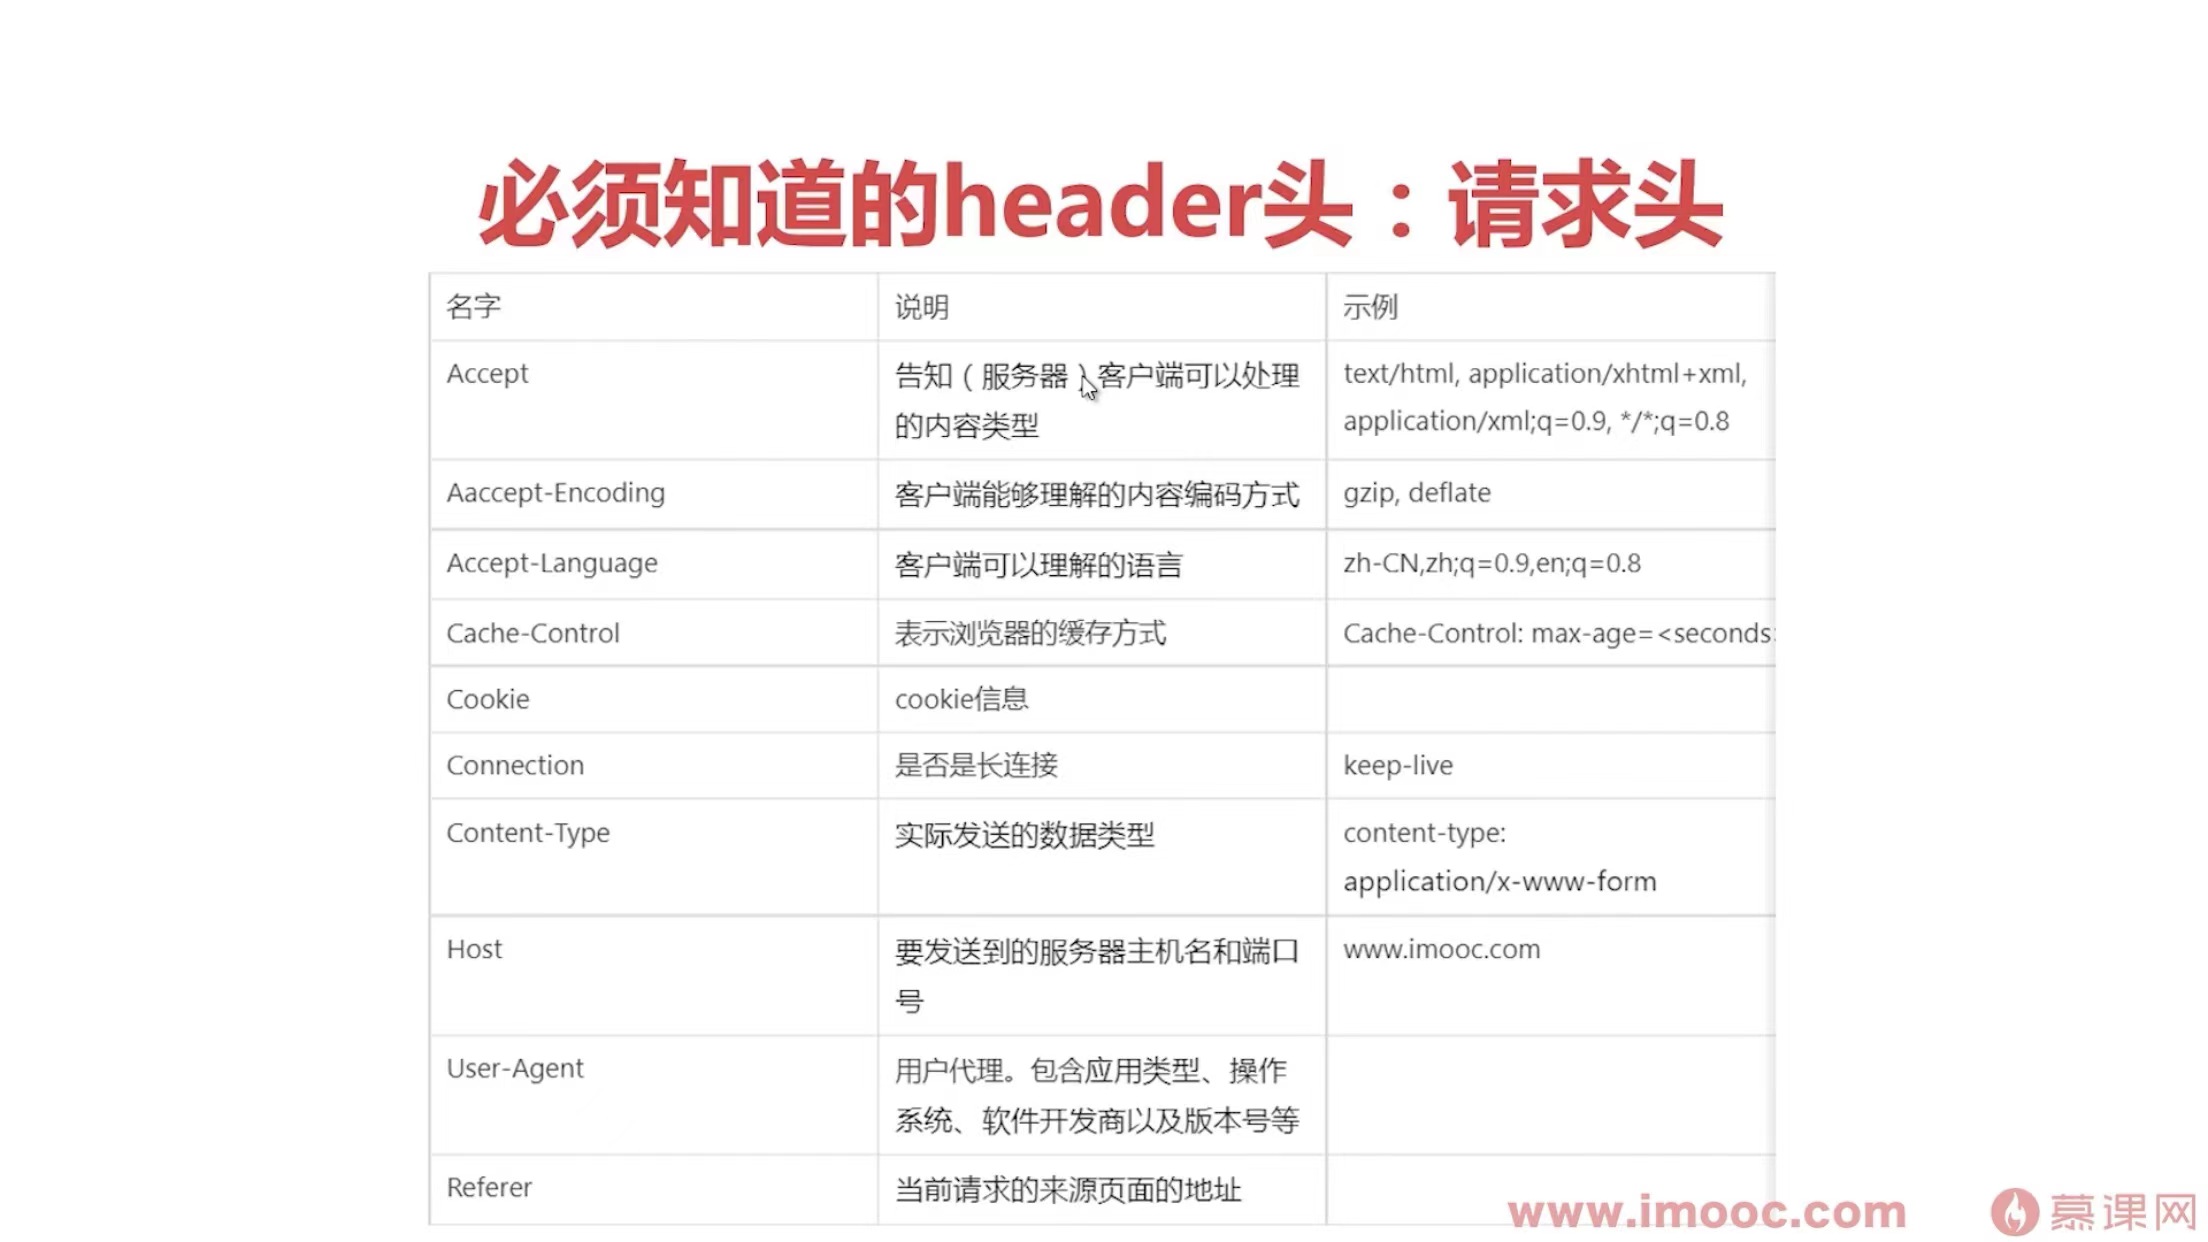 必须知道的header头：请求头
名字 说明 示例
Accept 告知（服务器）客户端可以处理 text/html, application/xhtml+xml,
的内容类型 application/xml;q=0.9, */*;q=0.8
Aaccept-Encoding 客户端能够理解的内容编码方式 gzip, deflate
Accept-Language 客户端可以理解的语言 zh-CN,zh;q=0.9,en;q=0.8
Cache-Control 表示浏览器的缓存方式 Cache-Control: max-age=<seconds>
Cookie cookie信息
Connection 是否是长连接 keep-live
Content-Type 实际发送的数据类型 content-type:
application/x-www-form
Host 要发送到的服务器主机名和端口 www.imooc.com
号
User-Agent 用户代理。包含应用类型、操作
系统、软件开发商以及版本号等
Referer 当前请求的来源页面的地址
www.imooc.com 慕课网